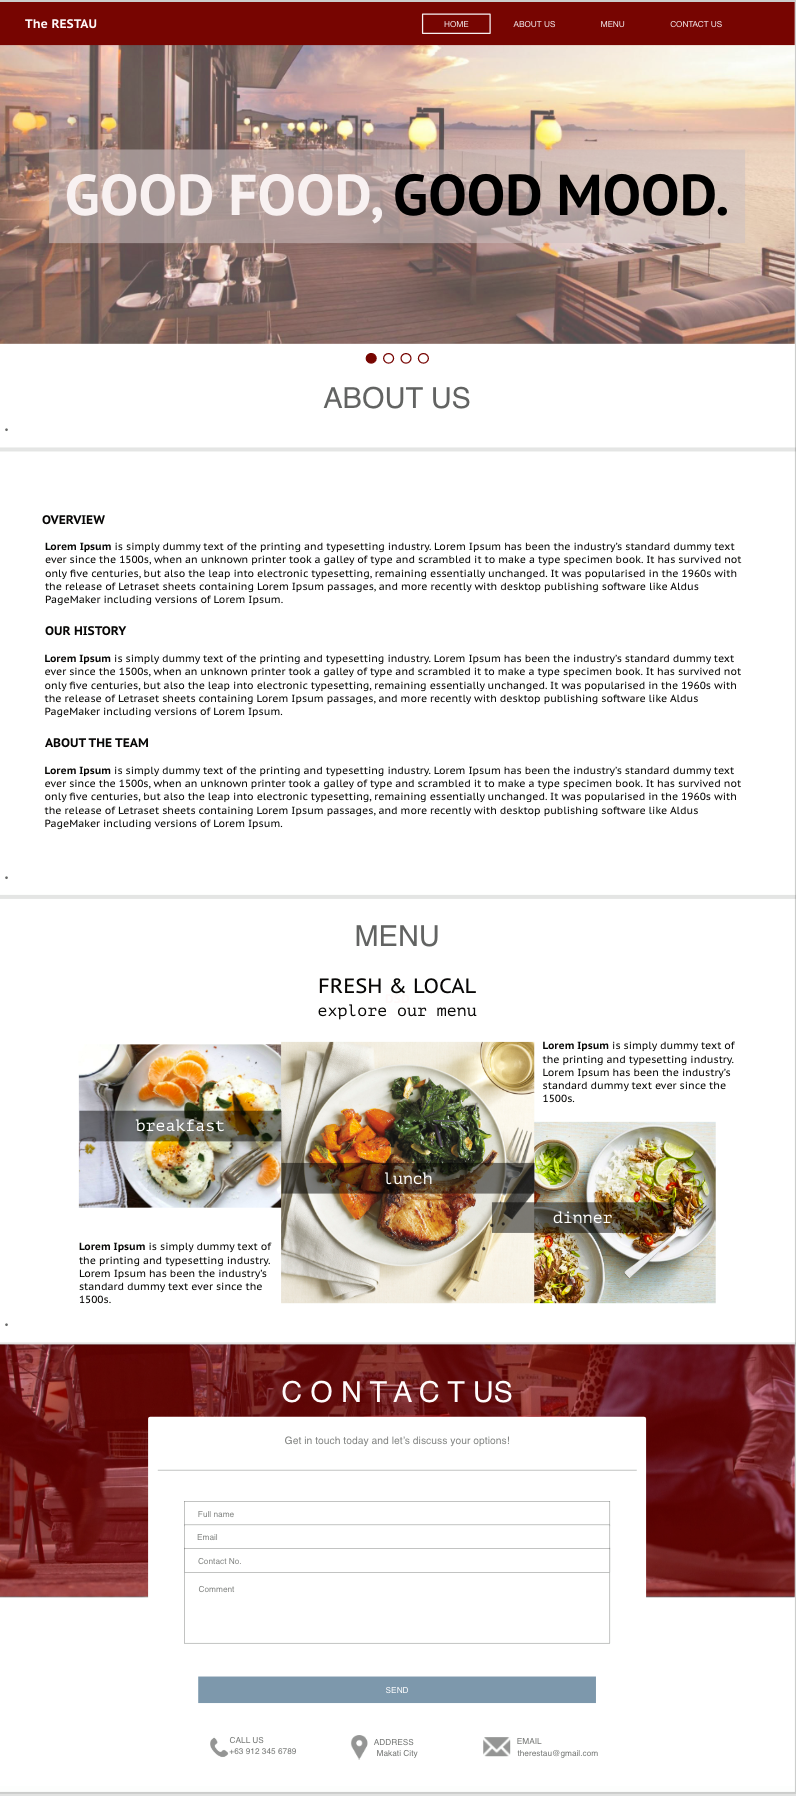 The RESTAU
HOME ABOUT US MENU CONTACT US
GOOD FOOD, GOOD MOOD.
ABOUT US
OVERVIEW
Lorem Ipsum is simply dummy text of the printing and typesetting industry. Lorem Ipsum has been the industry's standard dummy text
ever since the 1500s, when an unknown printer took a galley of type and scrambled it to make a type specimen book. It has survived not
only five centuries, but also the leap into electronic typesetting, remaining essentially unchanged. It was popularised in the 1960s with
the release of Letraset sheets containing Lorem Ipsum passages, and more recently with desktop publishing software like Aldus
PageMaker including versions of Lorem Ipsum.
OUR HISTORY
Lorem Ipsum is simply dummy text of the printing and typesetting industry. Lorem Ipsum has been the industry's standard dummy text
ever since the 1500s, when an unknown printer took a galley of type and scrambled it to make a type specimen book. It has survived not
only five centuries, but also the leap into electronic typesetting, remaining essentially unchanged. It was popularised in the 1960s with
the release of Letraset sheets containing Lorem Ipsum passages, and more recently with desktop publishing software like Aldus
PageMaker including versions of Lorem Ipsum.
ABOUT THE TEAM
Lorem Ipsum is simply dummy text of the printing and typesetting industry. Lorem Ipsum has been the industry's standard dummy text
ever since the 1500s, when an unknown printer took a galley of type and scrambled it to make a type specimen book. It has survived not
only five centuries, but also the leap into electronic typesetting, remaining essentially unchanged. It was popularised in the 1960s with
the release of Letraset sheets containing Lorem Ipsum passages, and more recently with desktop publishing software like Aldus
PageMaker including versions of Lorem Ipsum.
MENU
FRESH & LOCAL
explore our menu
breakfast
Lorem Ipsum is simply dummy text of
the printing and typesetting industry.
Lorem Ipsum has been the industry's
standard dummy text ever since the
1500s.
lunch
Lorem Ipsum is simply dummy text of
the printing and typesetting industry.
Lorem Ipsum has been the industry's
standard dummy text ever since the
1500s.
dinner
CONTACT US
Get in touch today and let's discuss your options!
Full name
Email
Contact No.
Comment
SEND
CALL US
+63 912 345 6789
ADDRESS
Makati City
EMAIL
therestau@gmail.com